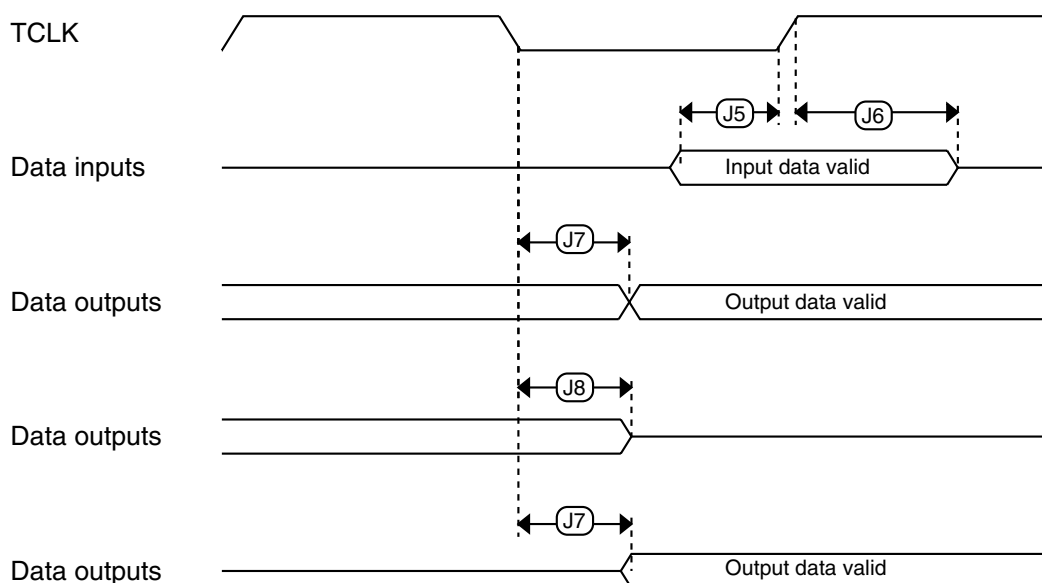 TCLK
J5
J6
Data inputs
Input data valid
J7
Data outputs
Output data valid
J8
Data outputs
J7
Data outputs
Output data valid